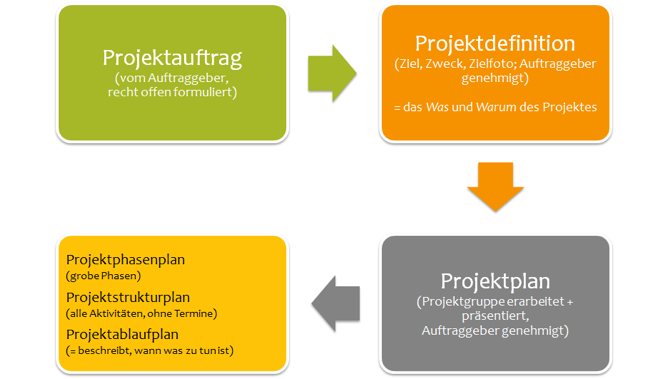 Projektauftrag
(vom Auftraggeber,
recht offen formuliert)
Projektdefinition
(Ziel, Zweck, Zielfoto; Auftraggeber
genehmigt)
= das Was und Warum des Projektes
Projektplan
(Projektgruppe erarbeitet +
präsentiert,
Auftraggeber genehmigt)
Projektphasenplan
(grobe Phasen)
Projektstrukturplan
(alle Aktivitäten, ohne Termine)
Projektablaufplan
(= beschreibt, wann was zu tun ist)